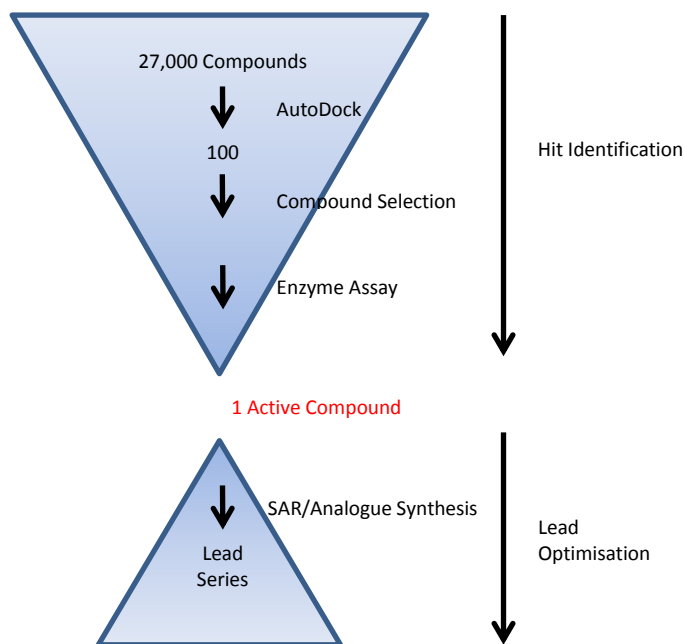 27,000 Compounds
AutoDock
100
Hit Identification
Compound Selection
Enzyme Assay
1 Active Compound
SAR/Analogue Synthesis
Lead
Series
Lead
Optimisation